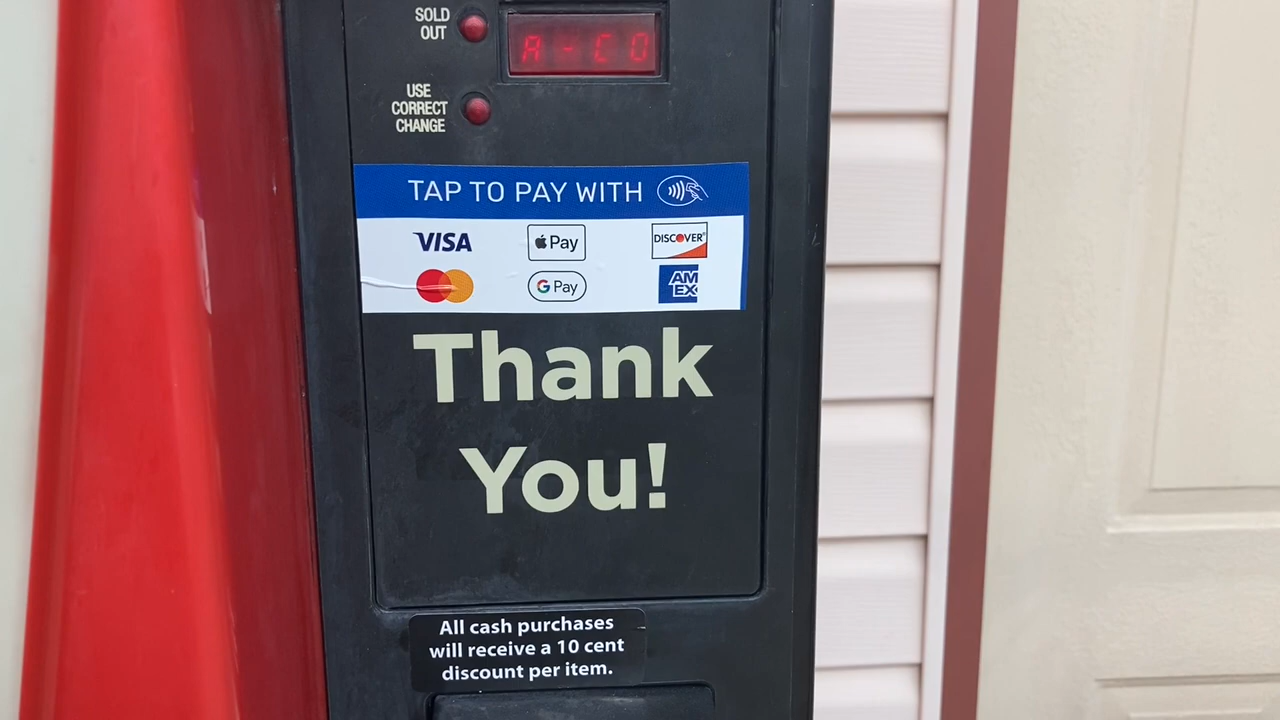 SOLD
OUT
A-CO
USE
CORRECT
CHANGE
TAP TO PAY WITH
VISA
Pay
DISCOVER
G Pay
AM
EX
Thank
You!
All cash purchases
will receive a 10 cent
discount per item.